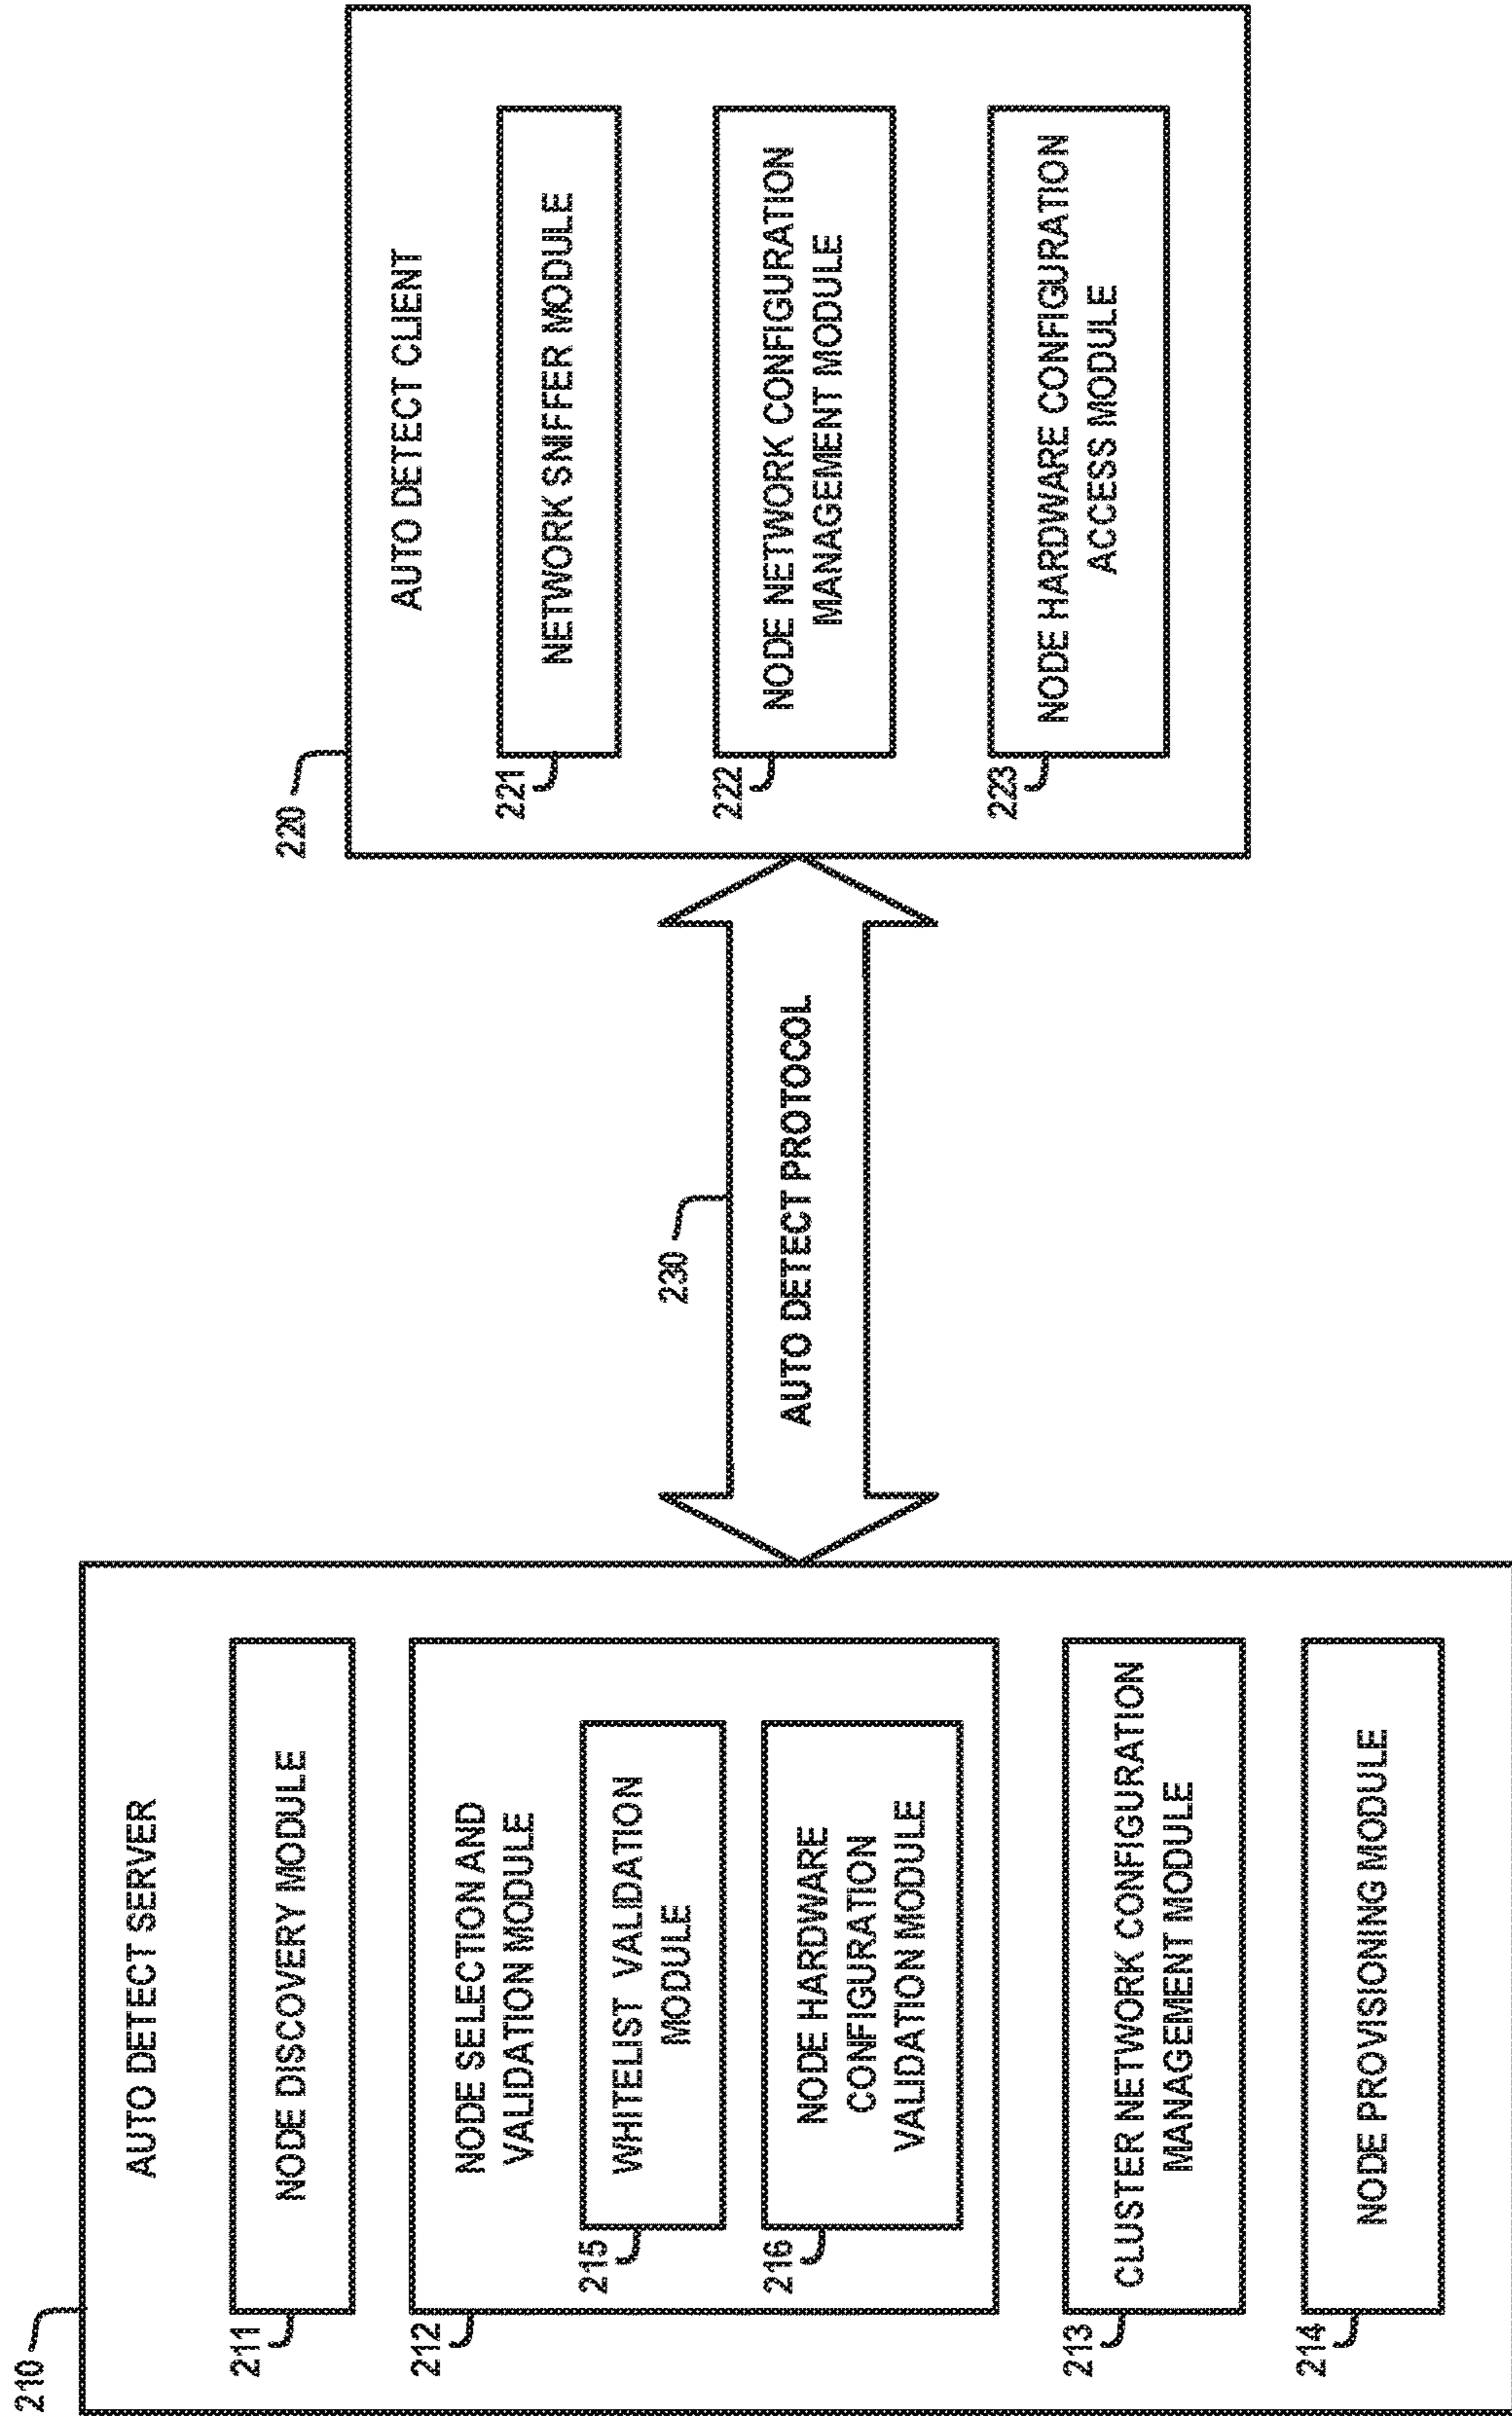 210
AUTO DETECT SERVER
211
NODE DISCOVERY MODULE
212
NODE SELECTION AND
VALIDATION MODULE
215
WHITELIST VALIDATION
MODULE
216
NODE HARDWARE
CONFIGURATION
VALIDATION MODULE
213
CLUSTER NETWORK CONFIGURATION
MANAGEMENT MODULE
214
NODE PROVISIONING MODULE
230
AUTO DETECT PROTOCOL
220
AUTO DETECT CLIENT
221
NETWORK SNIFFER MODULE
222
NODE NETWORK CONFIGURATION
MANAGEMENT MODULE
223
NODE HARDWARE CONFIGURATION
ACCESS MODULE